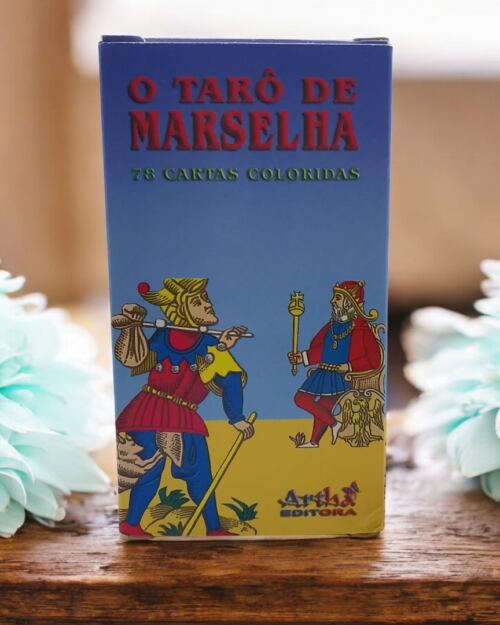 O TARÔ DE
MARSELHA
78 CARTAS COLORIDAS
Artha
EDITORA